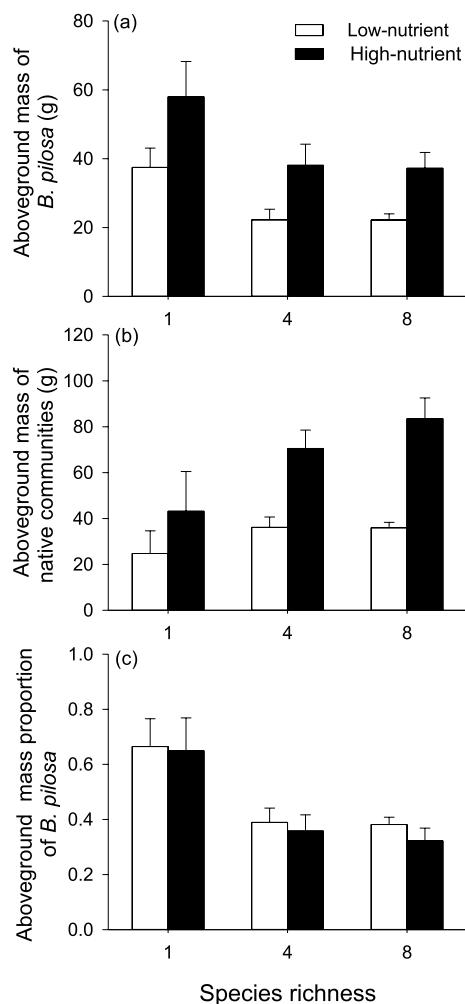 (a)
Low-nutrient
High-nutrient
Aboveground mass of
B. pilosa (g)
80
60
40
20
0
1 4 8
(b)
Aboveground mass of
native communities (g)
120
100
80
60
40
20
0
1 4 8
(c)
Aboveground mass proportion
of B. pilosa
1.0
0.8
0.6
0.4
0.2
0.0
1 4 8
Species richness